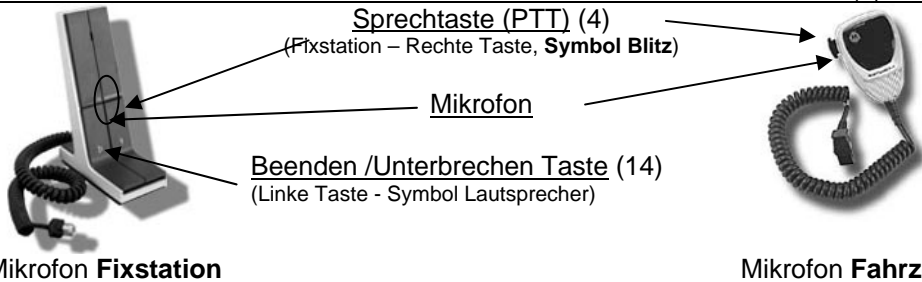 Sprechtaste (PTT) (4)
(Fixstation – Rechte Taste, Symbol Blitz)
Mikrofon
Beenden /Unterbrechen Taste (14)
(Linke Taste - Symbol Lautsprecher)
Mikrofon Fixstation
Mikrofon Fahrz